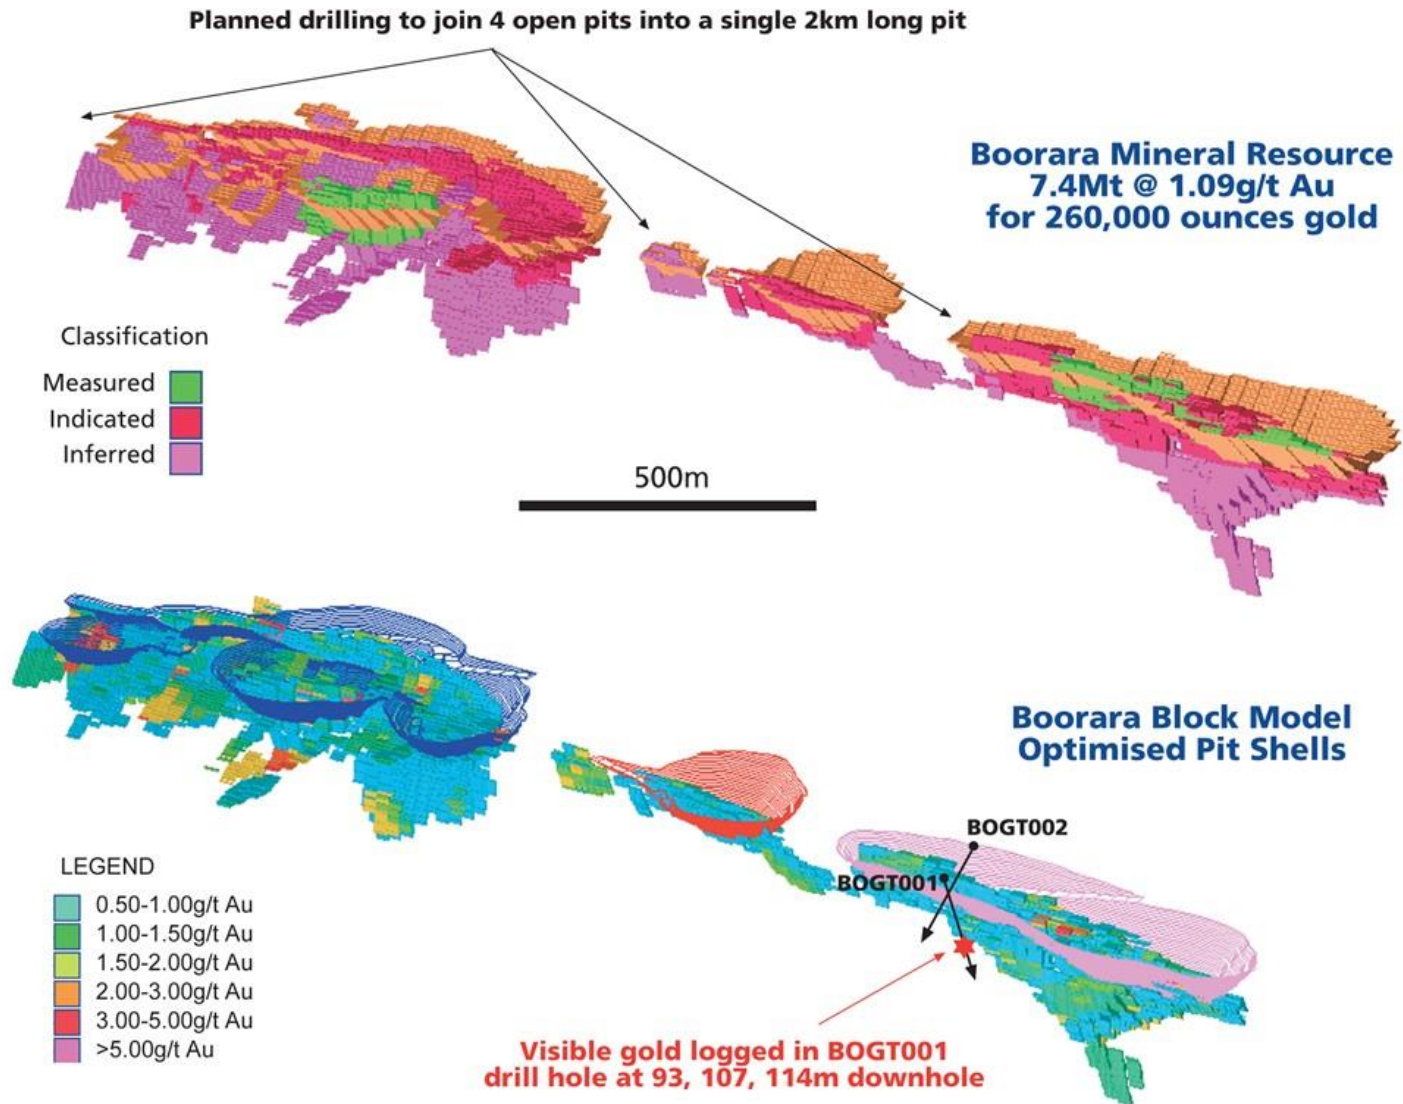 Planned drilling to join 4 open pits into a single 2km long pit
Boorara Mineral Resource
7.4Mt @ 1.09g/t Au
for 260,000 ounces gold
Classification
Measured
Indicated
Inferred
500m
Boorara Block Model
Optimised Pit Shells
BOGT002
BOGT001
LEGEND
0.50-1.00g/t Au
1.00-1.50g/t Au
1.50-2.00g/t Au
2.00-3.00g/t Au
3.00-5.00g/t Au
>5.00g/t Au
Visible gold logged in BOGT001
drill hole at 93, 107, 114m downhole